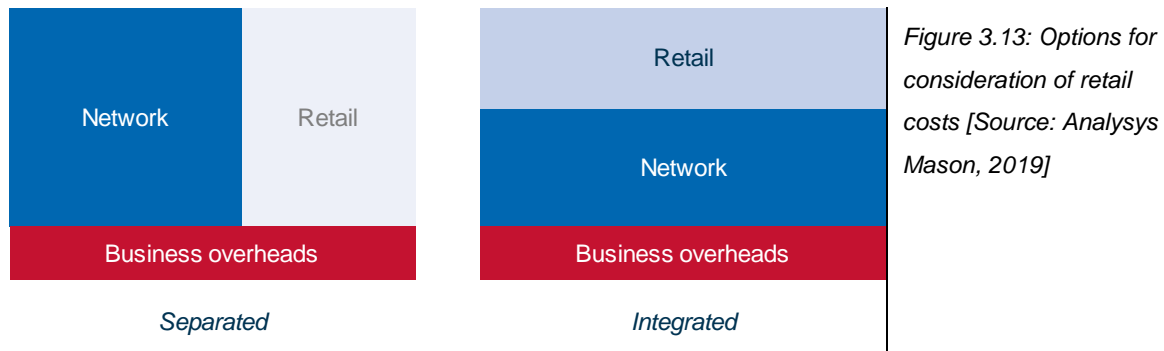 Network
Retail
Business overheads
Separated
Retail
Network
Business overheads
Integrated
Figure 3.13: Options for
consideration of retail
costs [Source: Analysys
Mason, 2019]